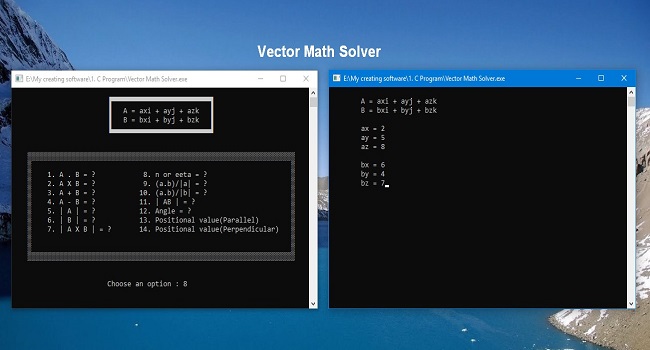 Vector Math Solver
E:\My creating software\1. C Program\Vector Math Solver.exe
A = axi + ayj + azk
B = bxi + byj + bzk
1. A . B = ?
2. A X B = ?
3. A + B = ?
4. A - B = ?
5. | A | = ?
6. | B | = ?
7. | A X B | = ?
8. n or eeta = ?
9. (a.b)/|a| = ?
10. (a.b)/|b| = ?
11. | AB | = ?
12. Angle = ?
13. Positional value(Parallel)
14. Positional value(Perpendicular)
Choose an option : 8
E:\My creating software\1. C Program\Vector Math Solver.exe
A = axi + ayj + azk
B = bxi + byj + bzk
ax = 2
ay = 5
az = 8
bx = 6
by = 4
bz = 7